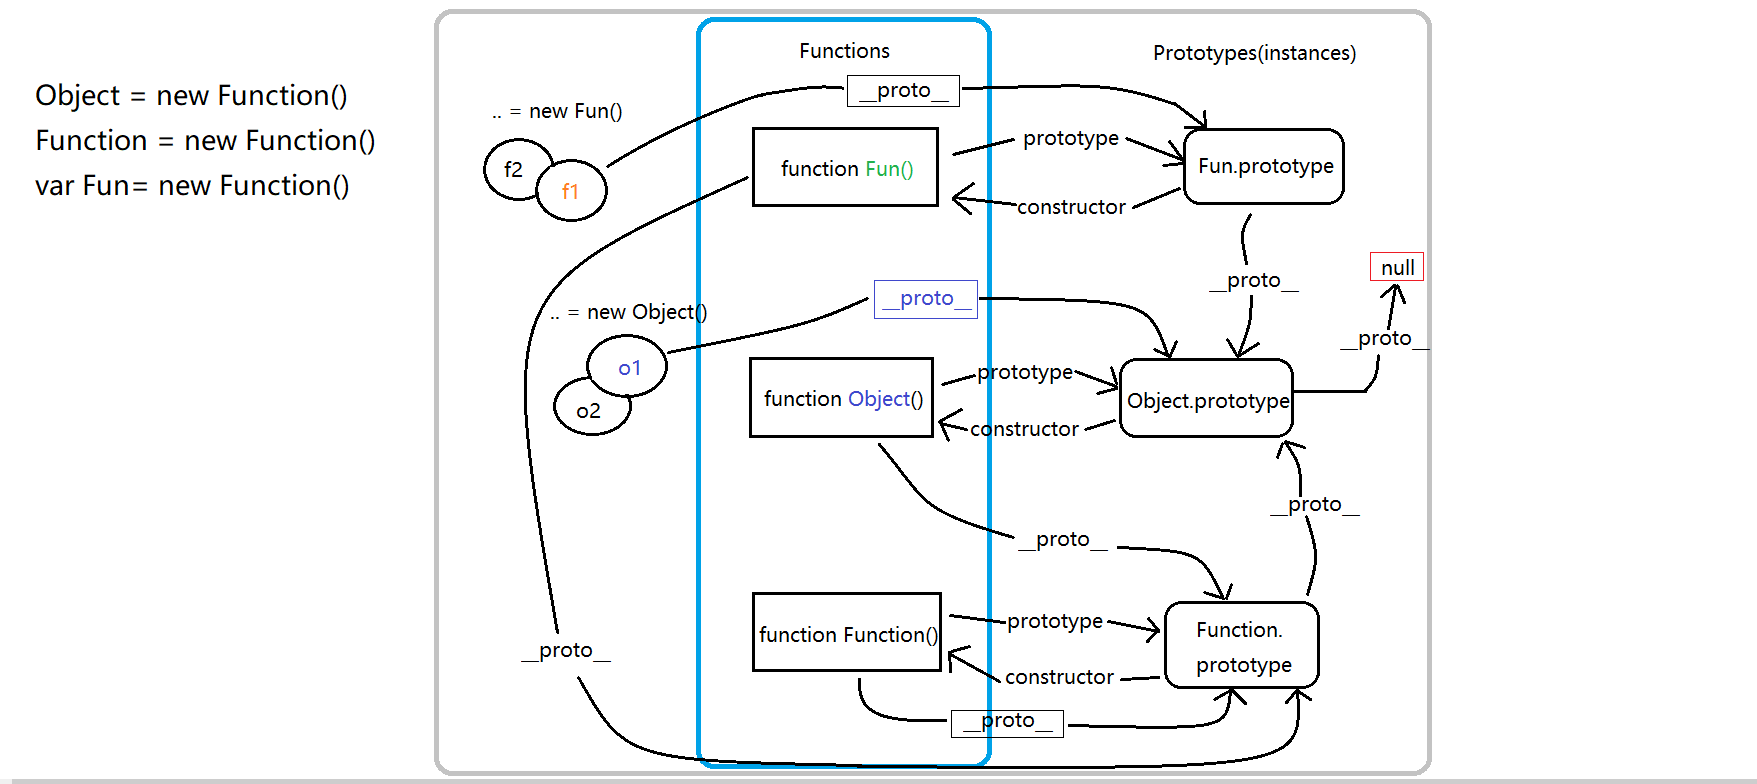 Object = new Function()
Function = new Function()
var Fun= new Function()
Functions
Prototypes(instances)
__proto__
.. = new Fun()
f2
f1
function Fun()
prototype
constructor
Fun.prototype
__proto__
null
__proto__
.. = new Object()
__proto__
o1
o2
function Object()
prototype
constructor
Object.prototype
__proto__
__proto__
function Function()
prototype
constructor
Function.
prototype
__proto__
__proto__